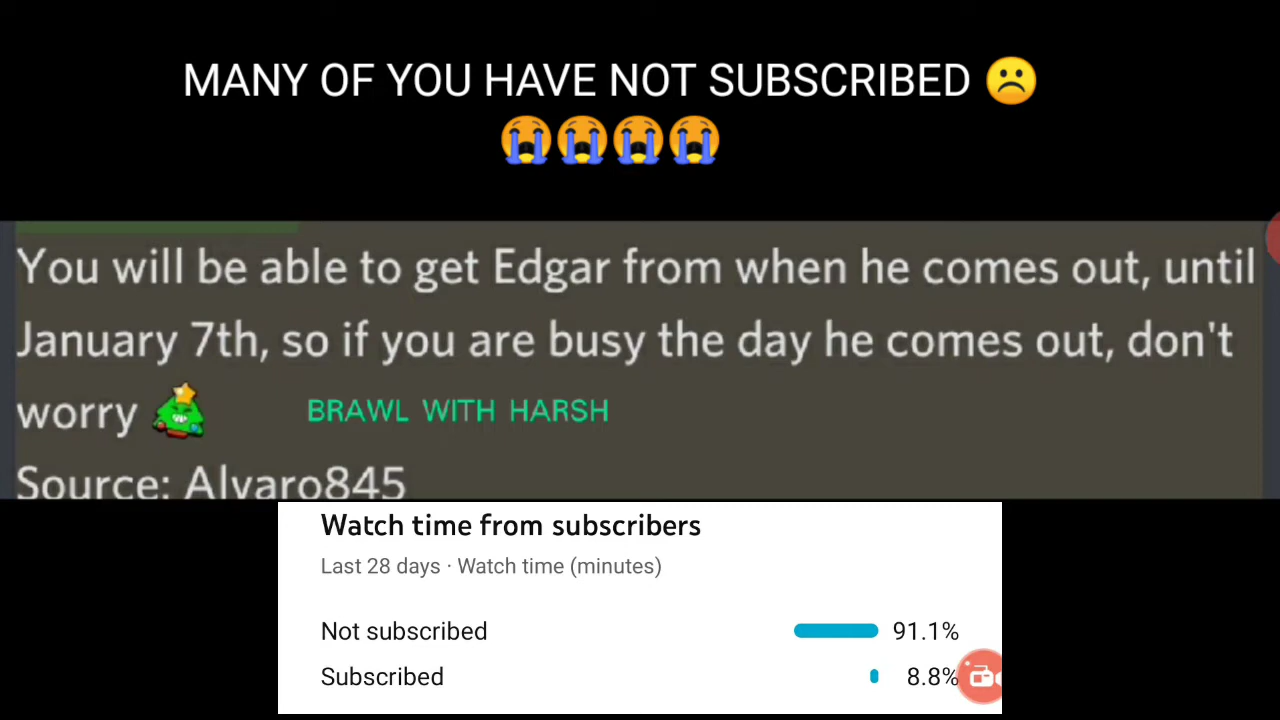 MANY OF YOU HAVE NOT SUBSCRIBED ☹️
😭😭😭😭
You will be able to get Edgar from when he comes out, until
January 7th, so if you are busy the day he comes out, don't
worry
BRAWL WITH HARSH
Source: Alvaro845
Watch time from subscribers
Last 28 days · Watch time (minutes)
Not subscribed 91.1%
Subscribed 8.8%